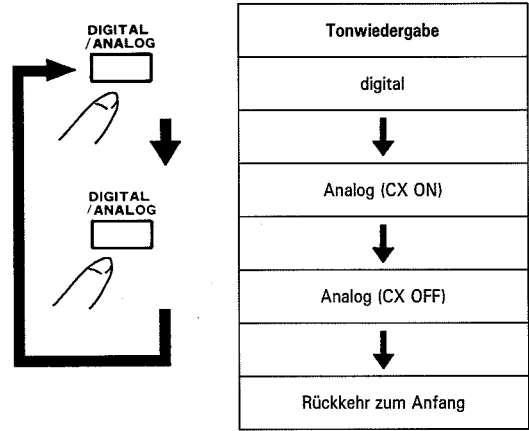 DIGITAL
/ANALOG
DIGITAL
/ANALOG
Tonwiedergabe
digital
Analog (CX ON)
Analog (CX OFF)
Rückkehr zum Anfang